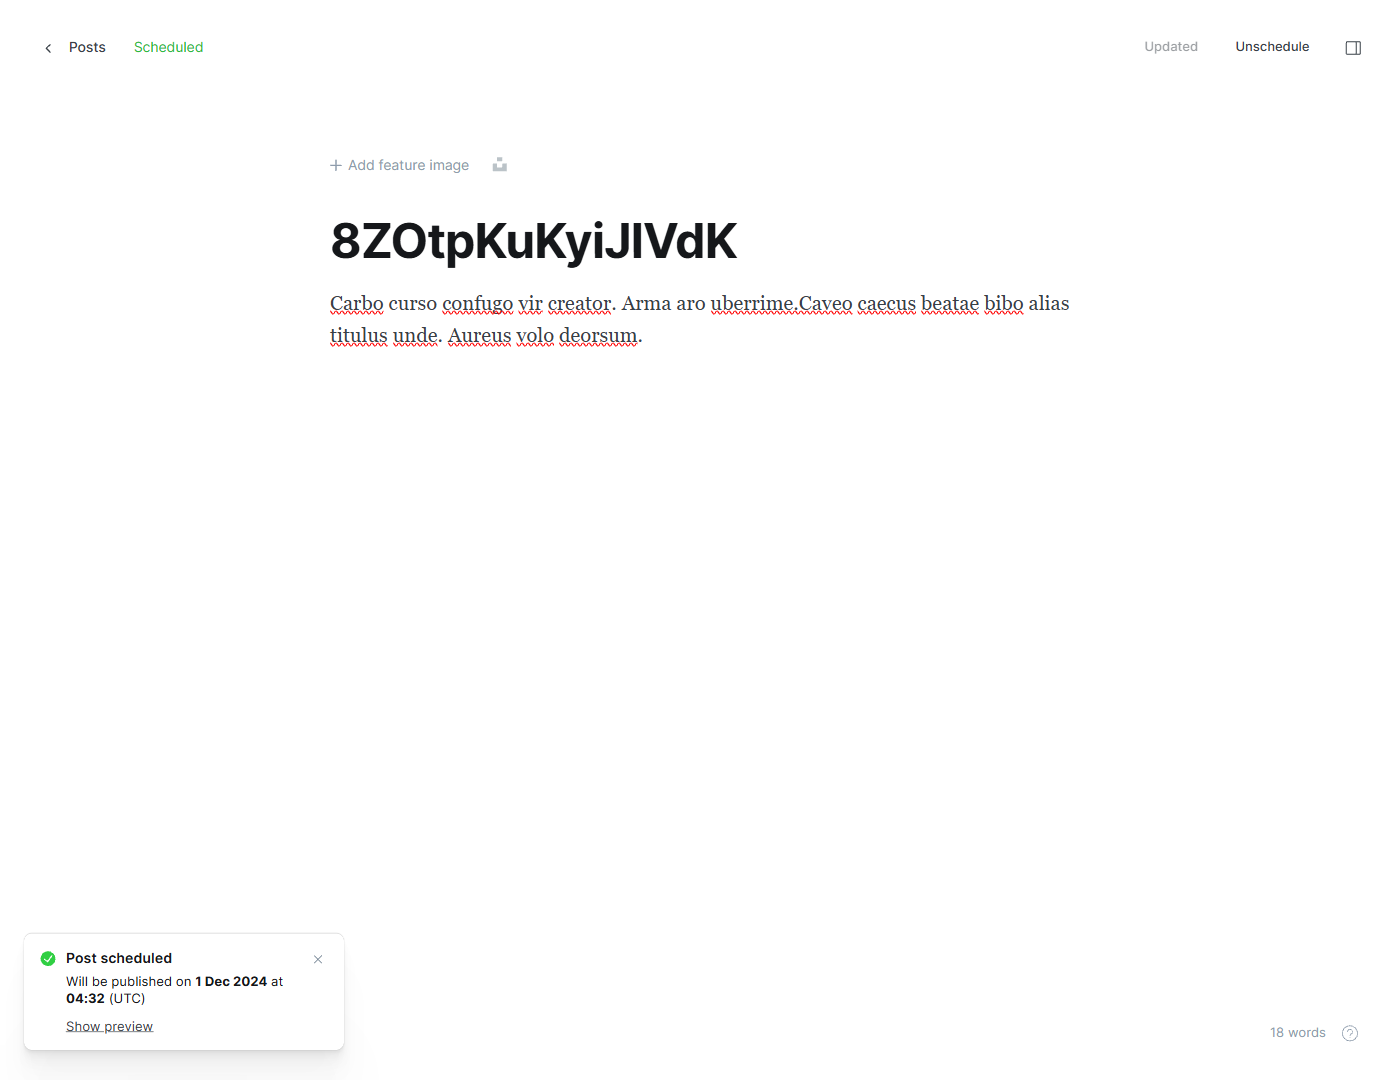 Posts
Scheduled
Updated
Unschedule
Add feature image
8ZOtpKuKyiJIVdK
Carbo curso confugo vir creator. Arma aro uberrime.Caveo caecus beatae bibo alias
titulus unde. Aureus volo deorsum.
Post scheduled
Will be published on 1 Dec 2024 at
04:32 (UTC)
Show preview
18 words